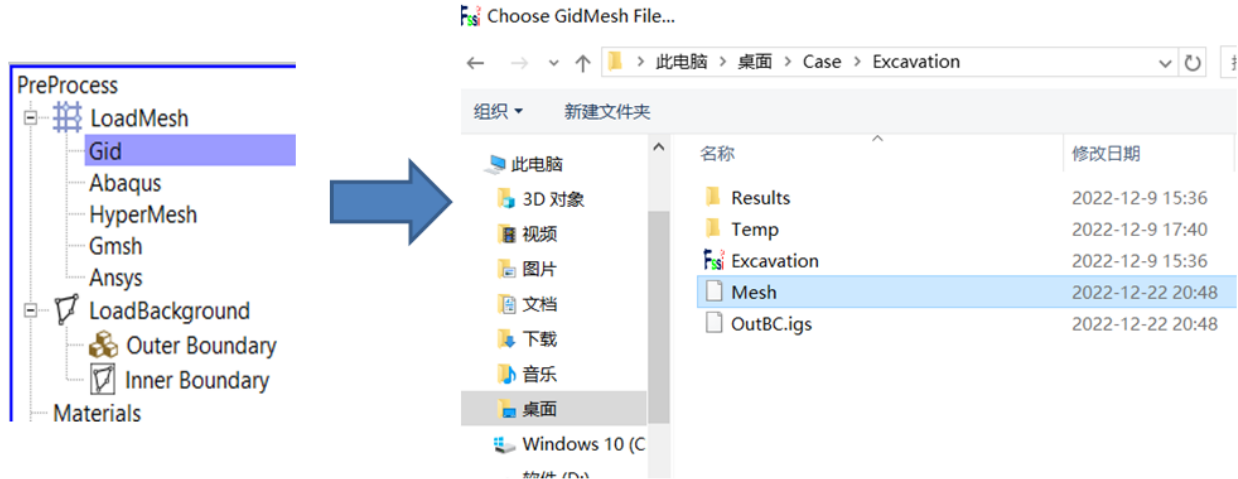 PreProcess
LoadMesh
Gid
Abaqus
HyperMesh
Gmsh
Ansys
LoadBackground
Outer Boundary
Inner Boundary
Materials
Fssi Choose GidMesh File...
此电脑 > 桌面 > Case > Excavation
组织 新建文件夹
此电脑
3D 对象
视频
图片
文档
下载
音乐
桌面
Windows 10 (C
名称 修改日期
Results 2022-12-9 15:36
Temp 2022-12-9 17:40
Fssi Excavation 2022-12-9 15:36
Mesh 2022-12-22 20:48
OutBC.igs 2022-12-22 20:48